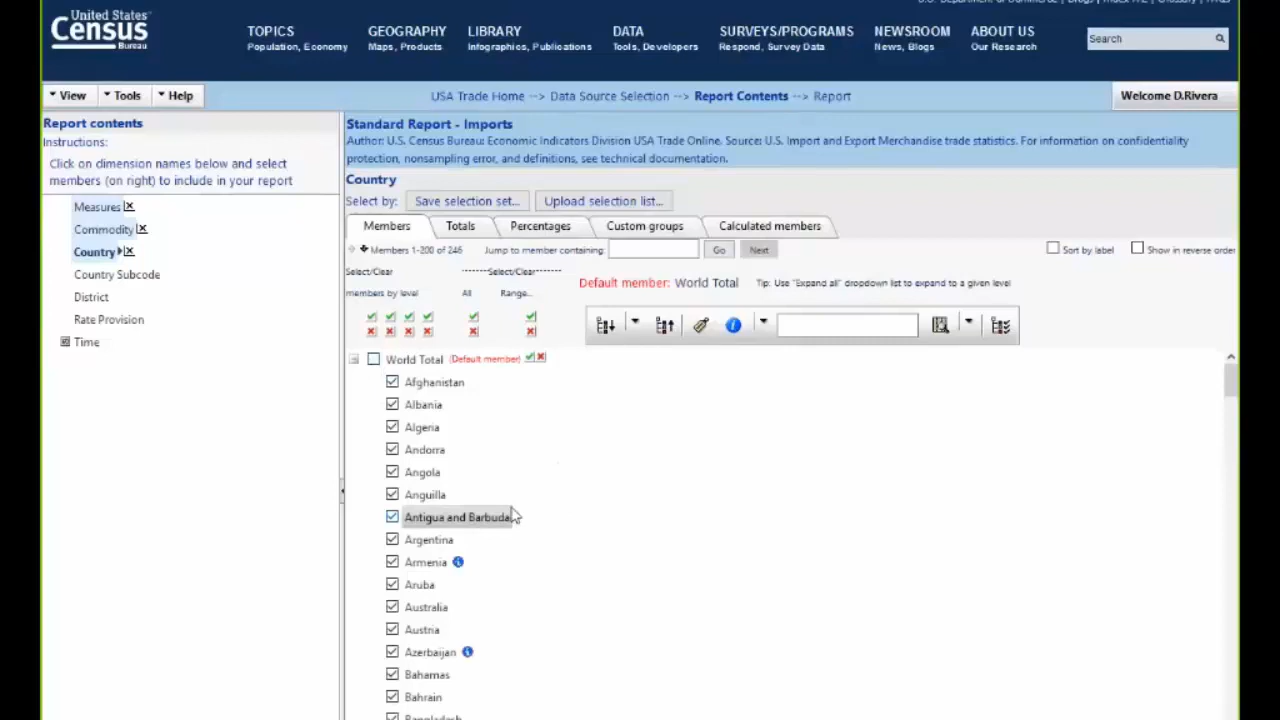 United States™
Census
Bureau
TOPICS
Population, Economy
GEOGRAPHY
Maps, Products
LIBRARY
Infographics, Publications
DATA
Tools, Developers
SURVEYS/PROGRAMS
Respond, Survey Data
NEWSROOM
News, Blogs
ABOUT US
Our Research
Search
View
Tools
Help
USA Trade Home --> Data Source Selection --> Report Contents --> Report
Welcome D.Rivera
Report contents
Instructions:
Click on dimension names below and select
members (on right) to include in your report
Measures
Commodity
Country
Country Subcode
District
Rate Provision
Time
Standard Report - Imports
Author: U.S. Census Bureau: Economic Indicators Division USA Trade Online. Source: U.S. Import and Export Merchandise trade statistics. For information on confidentiality
protection, nonsampling error, and definitions, see technical documentation.
Country
Select by: Save selection set... Upload selection list...
Members Totals Percentages Custom groups Calculated members
Members 1-200 of 246 Jump to member containing: Go Next Sort by label Show in reverse order
Select/Clear -------Select/Clear-------
members by level All Range...
Default member: World Total Tip: Use "Expand all" dropdown list to expand to a given level
World Total (Default member)
Afghanistan
Albania
Algeria
Andorra
Angola
Anguilla
Antigua and Barbuda
Argentina
Armenia
Aruba
Australia
Austria
Azerbaijan
Bahamas
Bahrain
Bangladesh